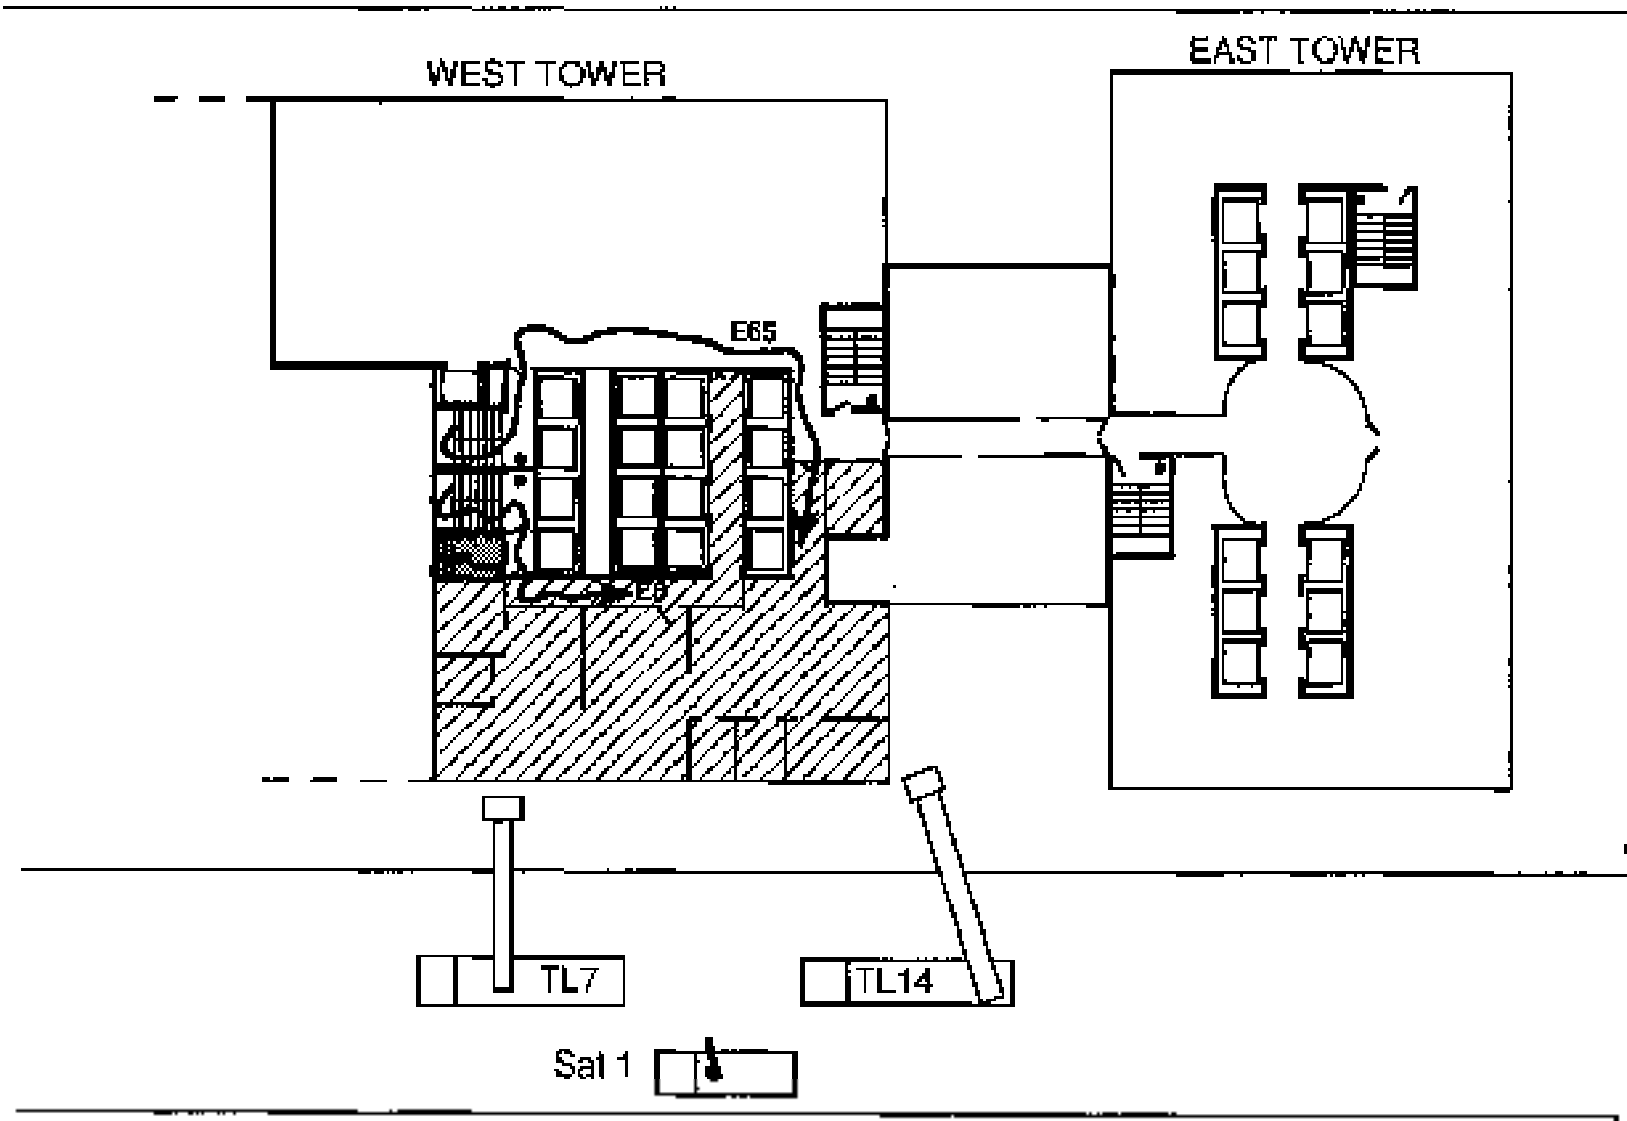 EAST TOWER
WEST TOWER
E65
TL7
TL14
Sat 1